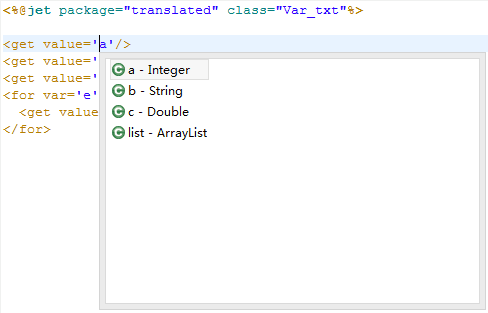 <%@jet package="translated" class="Var_txt"%>
<get value='a'/>
<get value='
<get value='
<for var='e'
<get value
</for>
a - Integer
b - String
c - Double
list - ArrayList